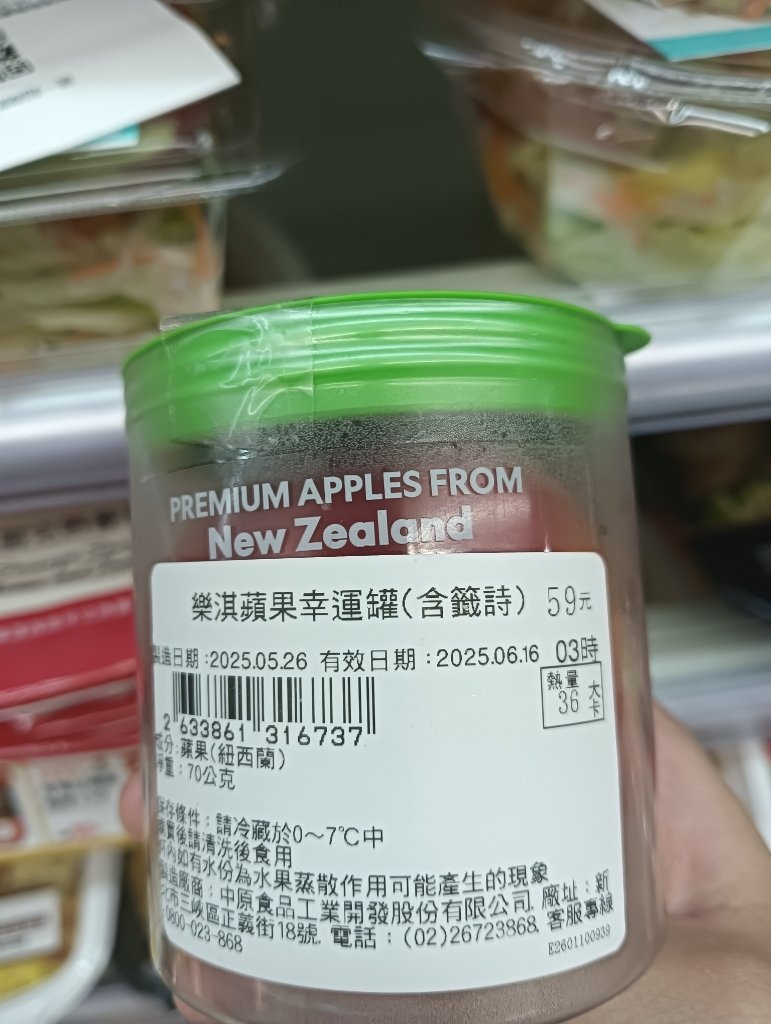 PREMIUM APPLES FROM
New Zealand
樂淇蘋果幸運罐(含籤詩) 59元
製造日期:2025.05.26 有效日期:2025.06.16 03時
熱量 36 大卡
2 633861 316737
成分:蘋果(紐西蘭)
淨重:70公克
保存條件:請冷藏於0~7℃中
購買後請清洗後食用
杯內如有水份為水果蒸散作用可能產生的現象
製造廠商:中原食品工業開發股份有限公司 廠址:新
北市三峽區正義街18號. 電話:(02)26723868. 客服專線
:0800-023-868
E2601100939